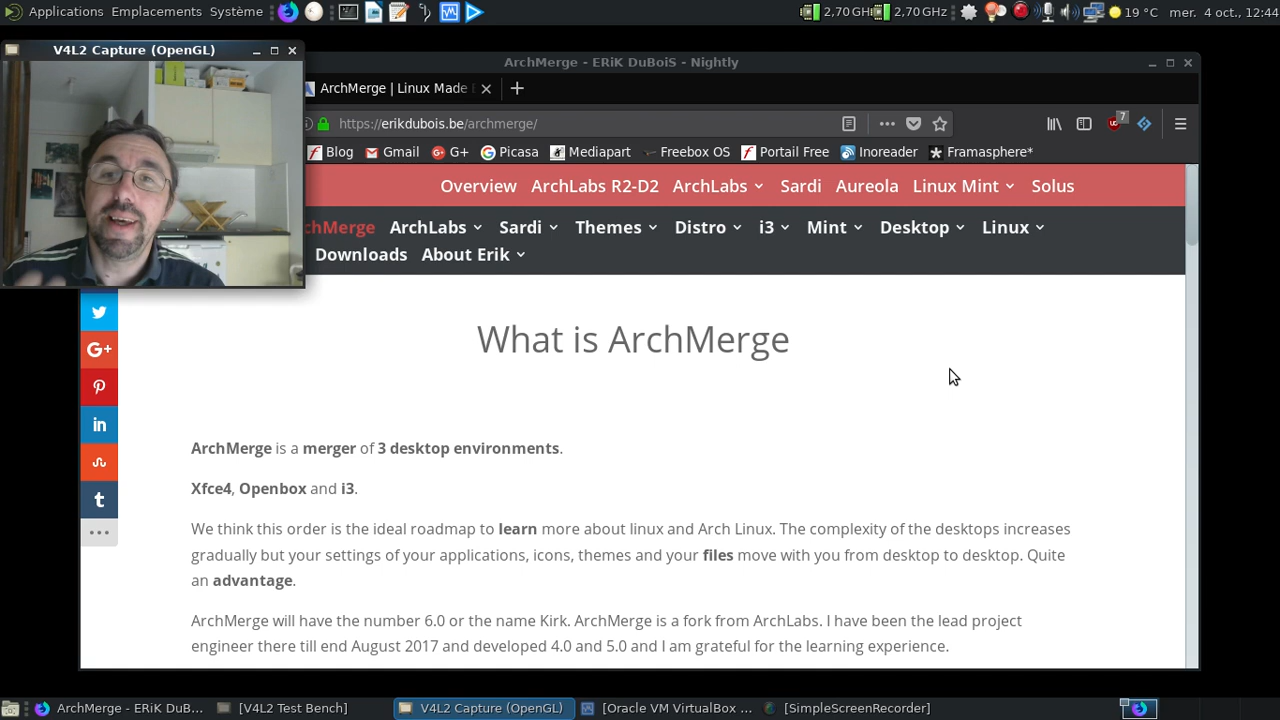 Applications Emplacements Système 2,70 GHz 2,70 GHz 19 °C mer. 4 oct., 12:44
V4L2 Capture (OpenGL)
ArchMerge - ERiK DuBoiS - Nightly
ArchMerge | Linux Made E
https://erikdubois.be/archmerge/
7
Blog Gmail G+ Picasa Mediapart Freebox OS Portail Free Inoreader Framasphere*
Overview ArchLabs R2-D2 ArchLabs Sardi Aureola Linux Mint Solus
chMerge ArchLabs Sardi Themes Distro i3 Mint Desktop Linux
Downloads About Erik
G+
in
t
What is ArchMerge
ArchMerge is a merger of 3 desktop environments.
Xfce4, Openbox and i3.
We think this order is the ideal roadmap to learn more about linux and Arch Linux. The complexity of the desktops increases
gradually but your settings of your applications, icons, themes and your files move with you from desktop to desktop. Quite
an advantage.
ArchMerge will have the number 6.0 or the name Kirk. ArchMerge is a fork from ArchLabs. I have been the lead project
engineer there till end August 2017 and developed 4.0 and 5.0 and I am grateful for the learning experience.
ArchMerge - ERiK DuB... [V4L2 Test Bench] V4L2 Capture (OpenGL) [Oracle VM VirtualBox ... [SimpleScreenRecorder]